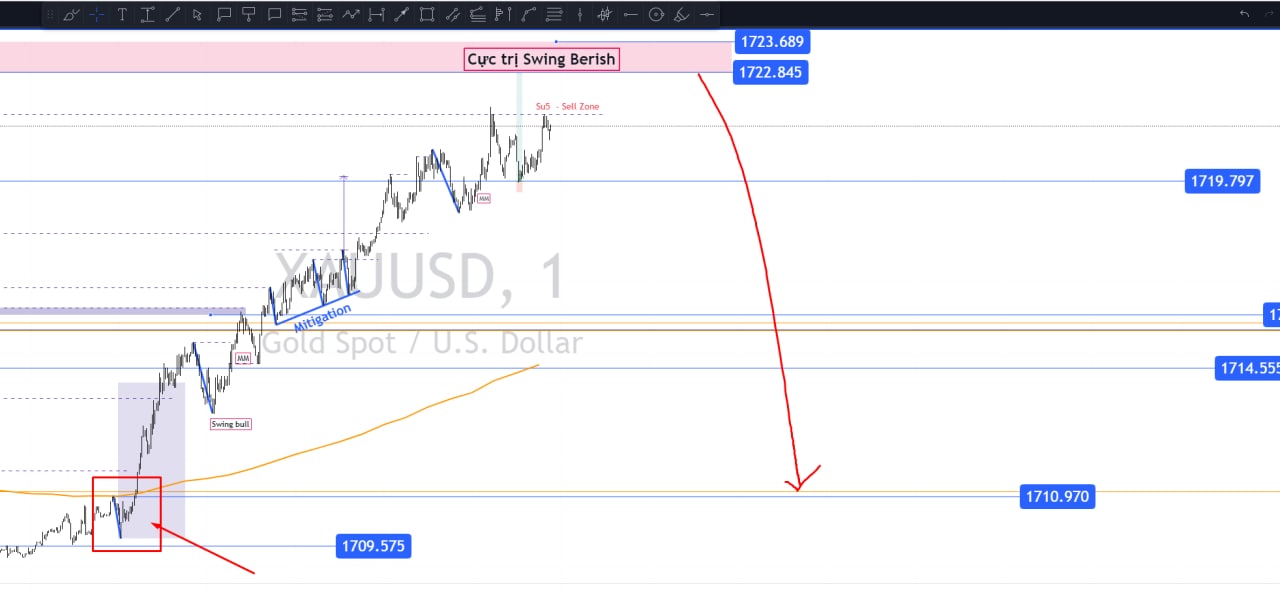 1723.689
Cực trị Swing Berish
1722.845
Su5 - Sell Zone
1719.797
MM
XAUUSD, 1
Mitigation
17
Gold Spot / U.S. Dollar
MM
1714.555
Swing bull
1710.970
1709.575